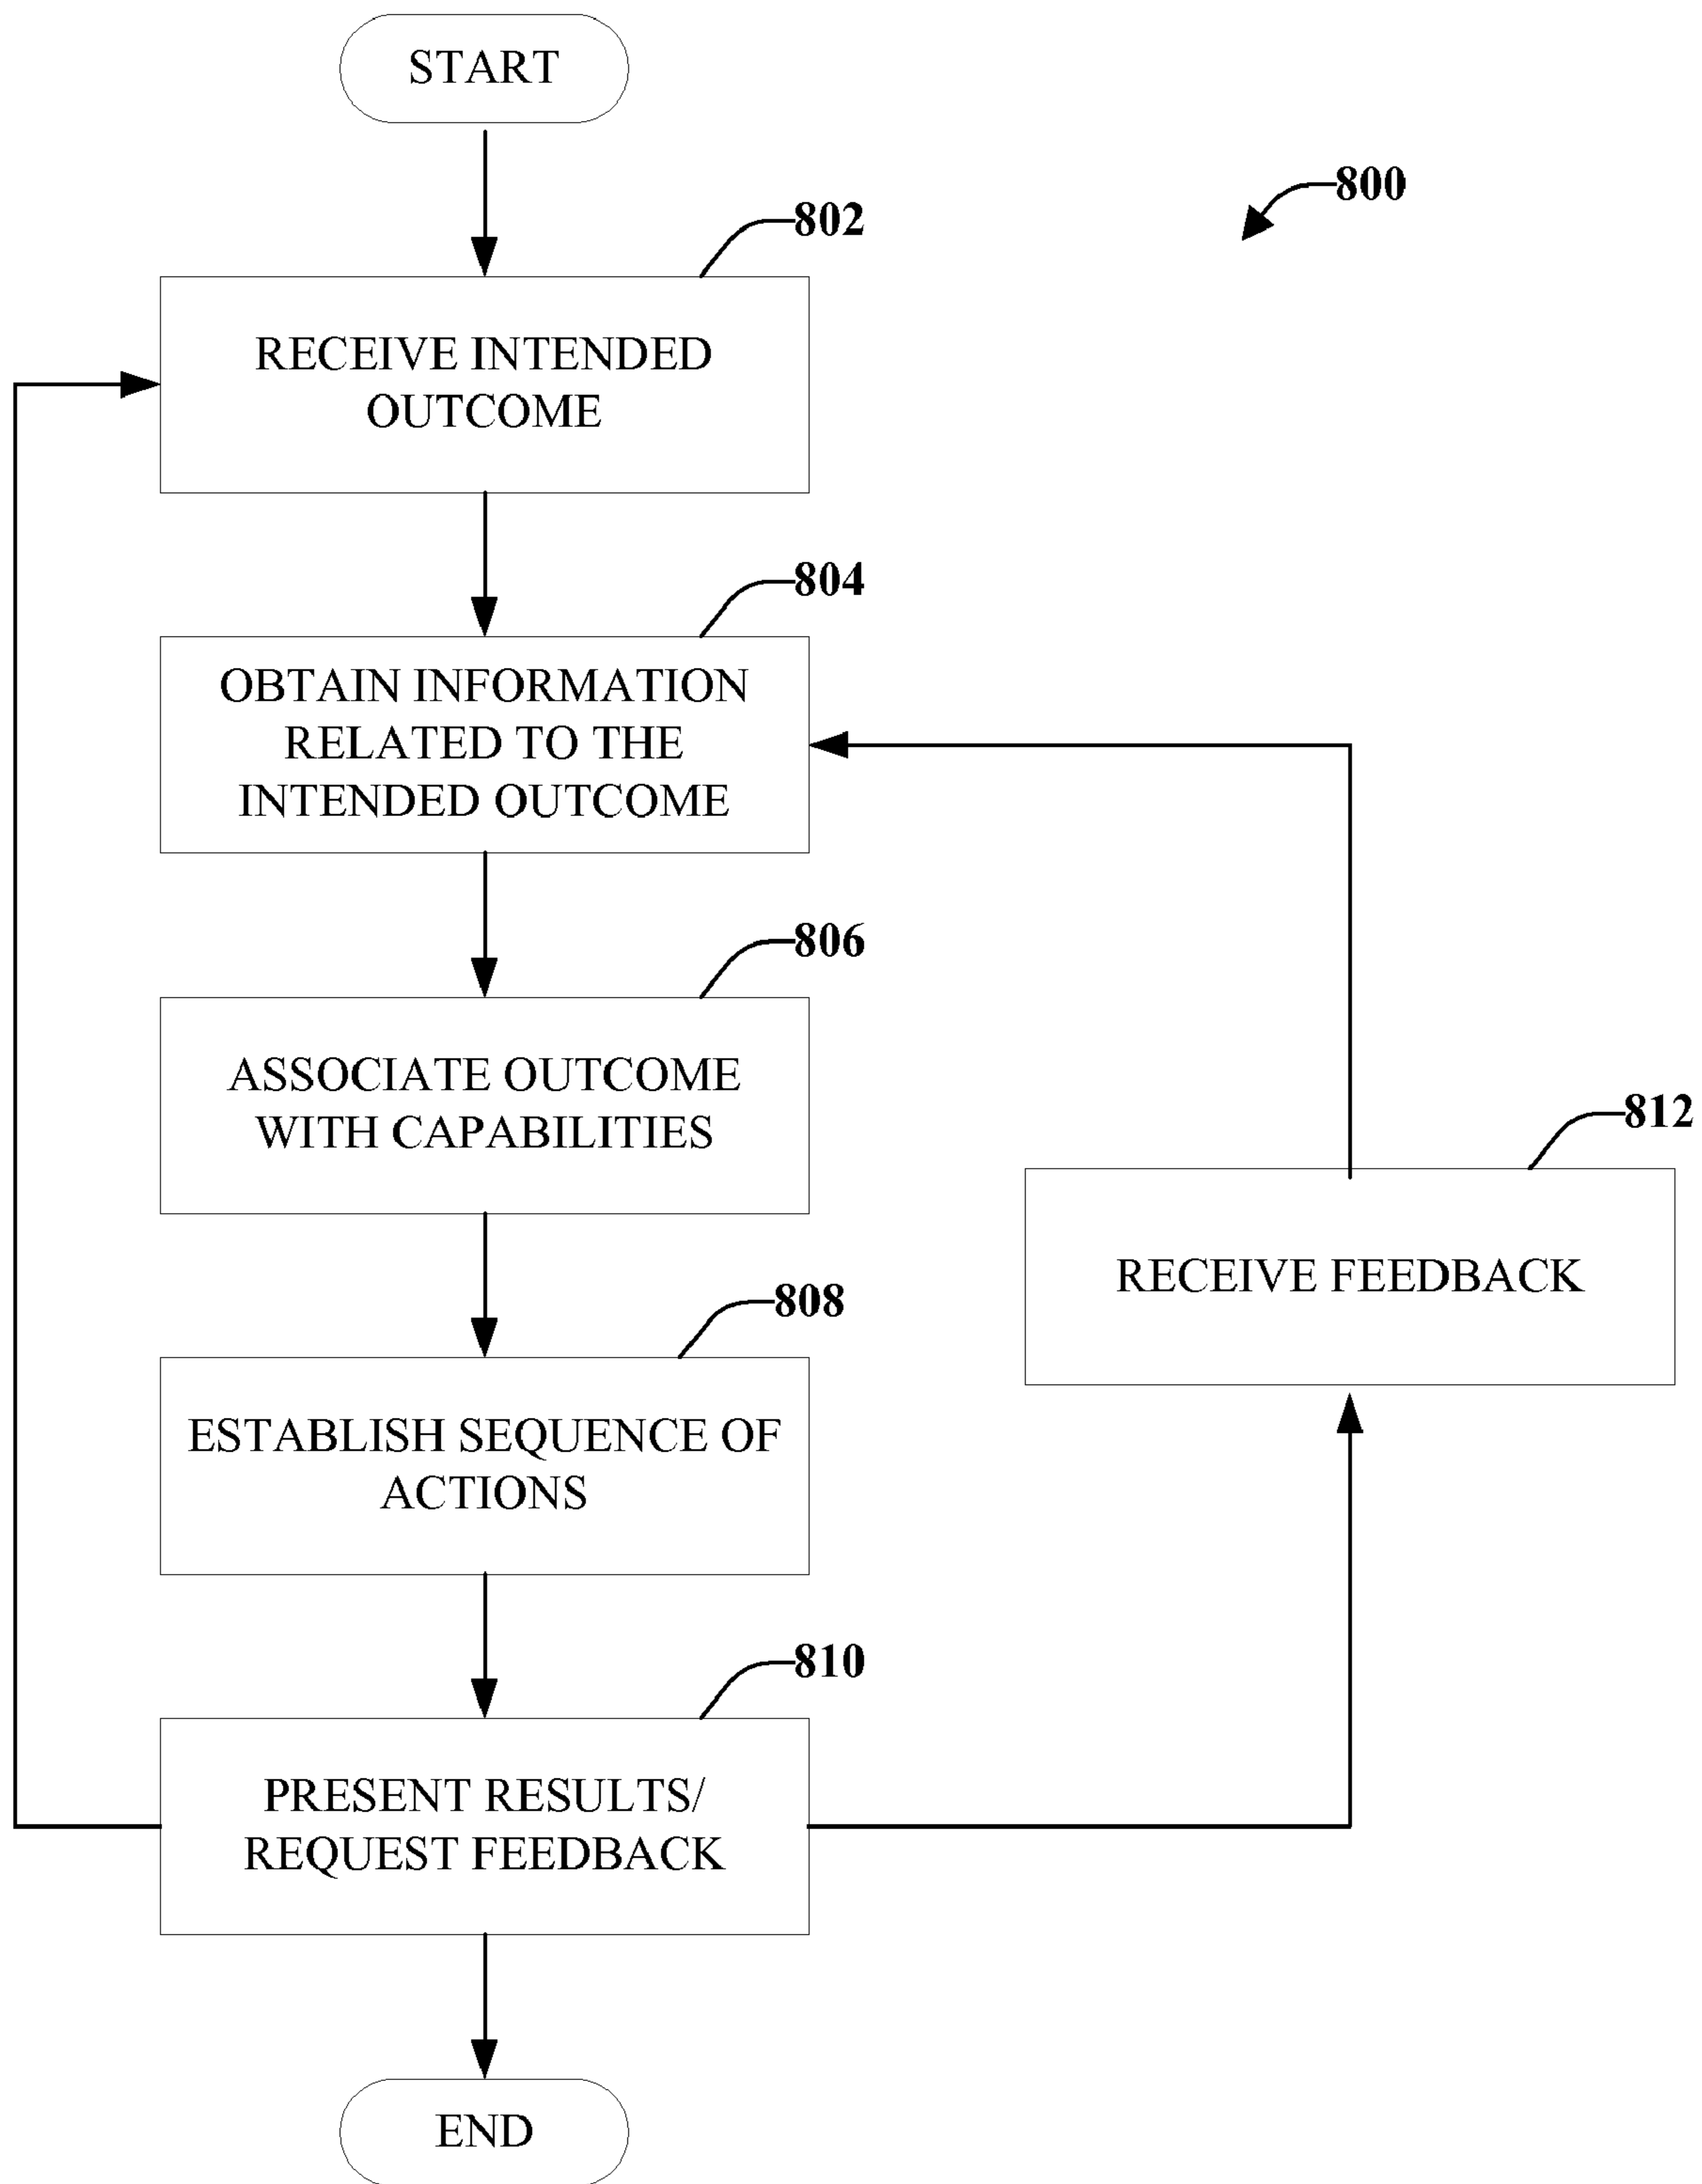 START
800
802
RECEIVE INTENDED
OUTCOME
804
OBTAIN INFORMATION
RELATED TO THE
INTENDED OUTCOME
806
ASSOCIATE OUTCOME
WITH CAPABILITIES
812
RECEIVE FEEDBACK
808
ESTABLISH SEQUENCE OF
ACTIONS
810
PRESENT RESULTS/
REQUEST FEEDBACK
END